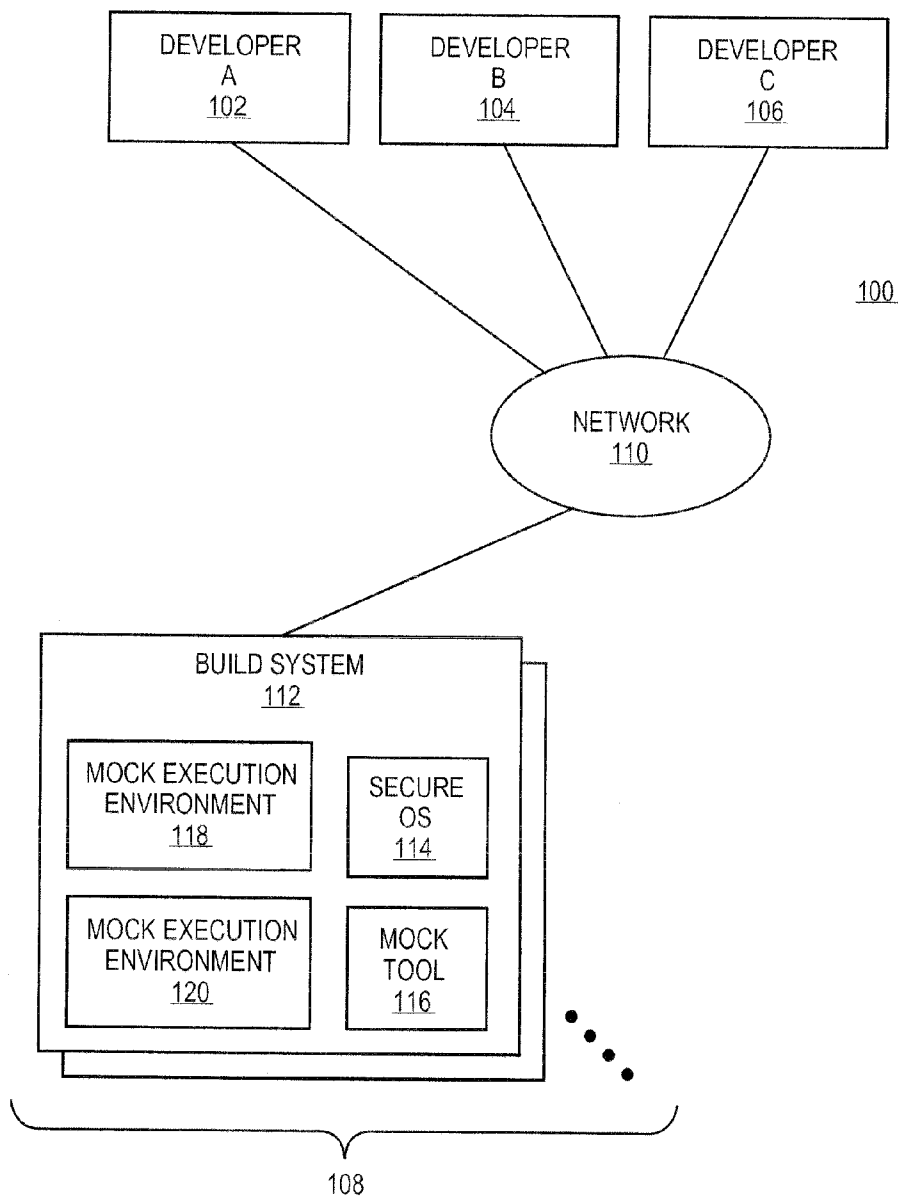 DEVELOPER
A
102
DEVELOPER
B
104
DEVELOPER
C
106
100
NETWORK
110
BUILD SYSTEM
112
MOCK EXECUTION
ENVIRONMENT
118
SECURE
OS
114
MOCK EXECUTION
ENVIRONMENT
120
MOCK
TOOL
116
108